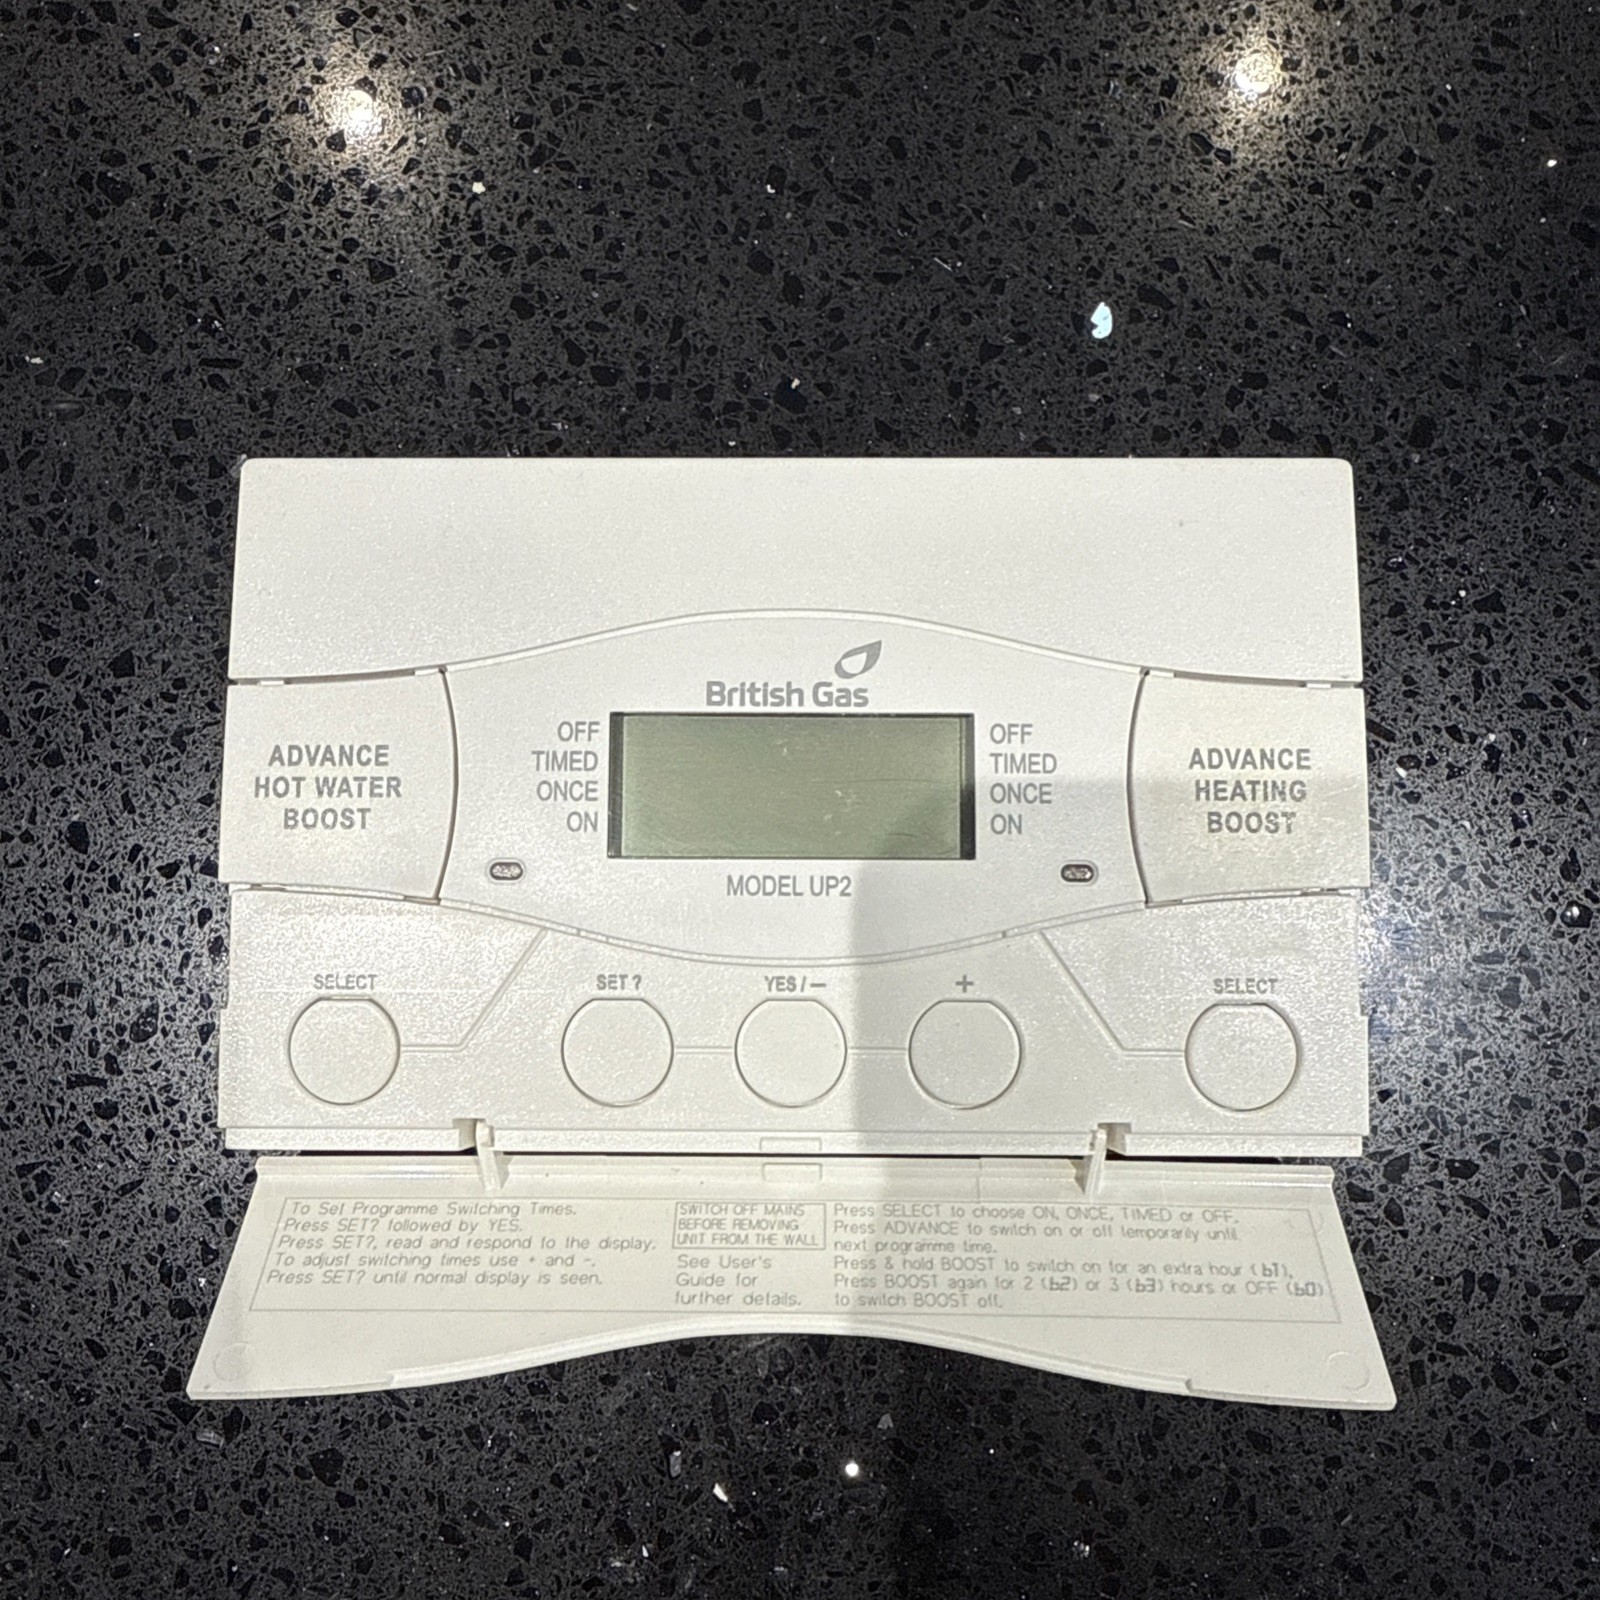 British Gas
OFF
TIMED
ONCE
ON
OFF
TIMED
ONCE
ON
ADVANCE
HOT WATER
BOOST
ADVANCE
HEATING
BOOST
MODEL UP2
SELECT
SET ?
YES / –
+
SELECT
To Set Programme Switching Times.
Press SET? followed by YES.
Press SET?, read and respond to the display.
To adjust switching times use + and -.
Press SET? until normal display is seen.
SWITCH OFF MAINS
BEFORE REMOVING
UNIT FROM THE WALL
See User's
Guide for
further details.
Press SELECT to choose ON, ONCE, TIMED or OFF.
Press ADVANCE to switch on or off temporarily until
next programme time.
Press & hold BOOST to switch on for an extra hour (b1),
Press BOOST again for 2 (b2) or 3 (b3) hours or OFF (b0)
to switch BOOST off.